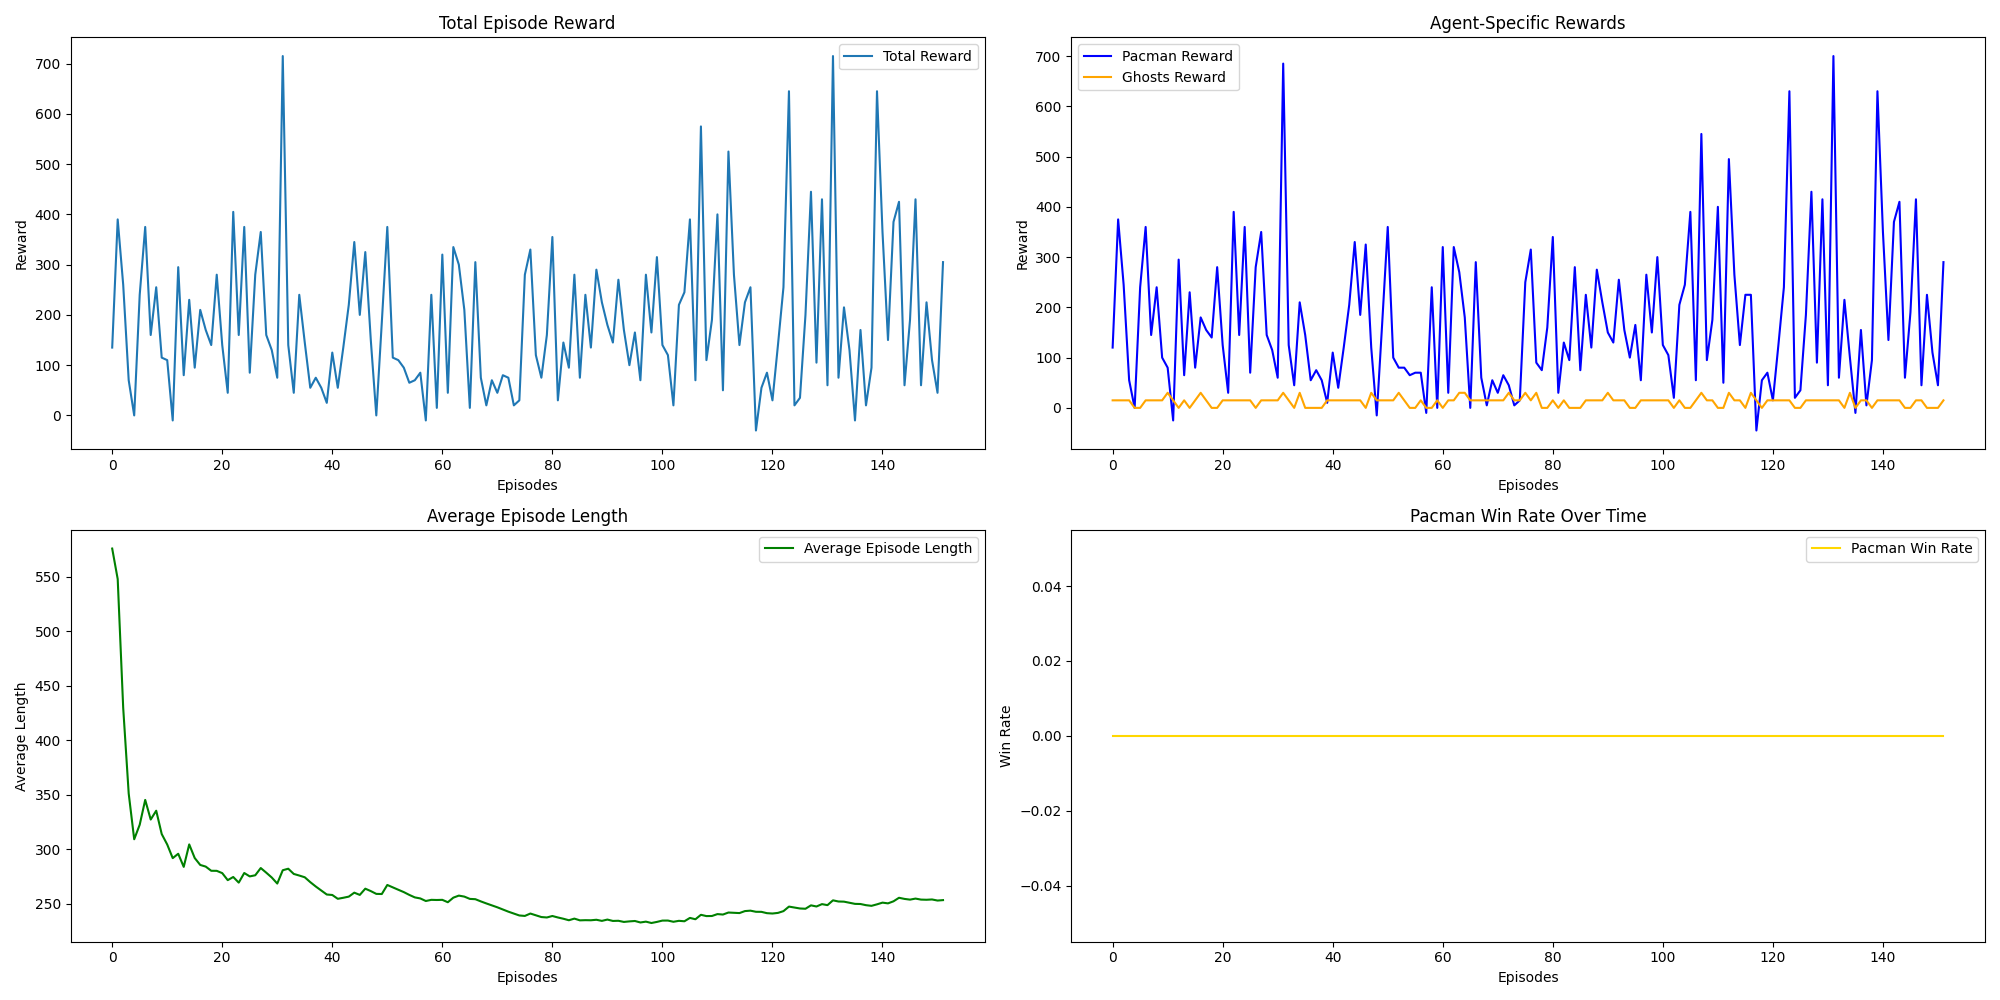 Total Episode Reward
Reward
700
600
500
400
300
200
100
0
Total Reward
0 20 40 60 80 100 120 140
Episodes
Agent-Specific Rewards
Reward
700
600
500
400
300
200
100
0
Pacman Reward
Ghosts Reward
0 20 40 60 80 100 120 140
Episodes
Average Episode Length
Average Length
550
500
450
400
350
300
250
Average Episode Length
0 20 40 60 80 100 120 140
Episodes
Pacman Win Rate Over Time
Win Rate
0.04
0.02
0.00
−0.02
−0.04
Pacman Win Rate
0 20 40 60 80 100 120 140
Episodes